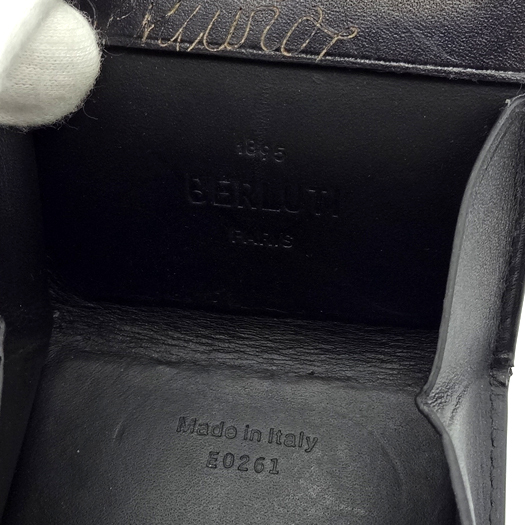 1895
BERLUTI
PARIS
Made in Italy
E0261